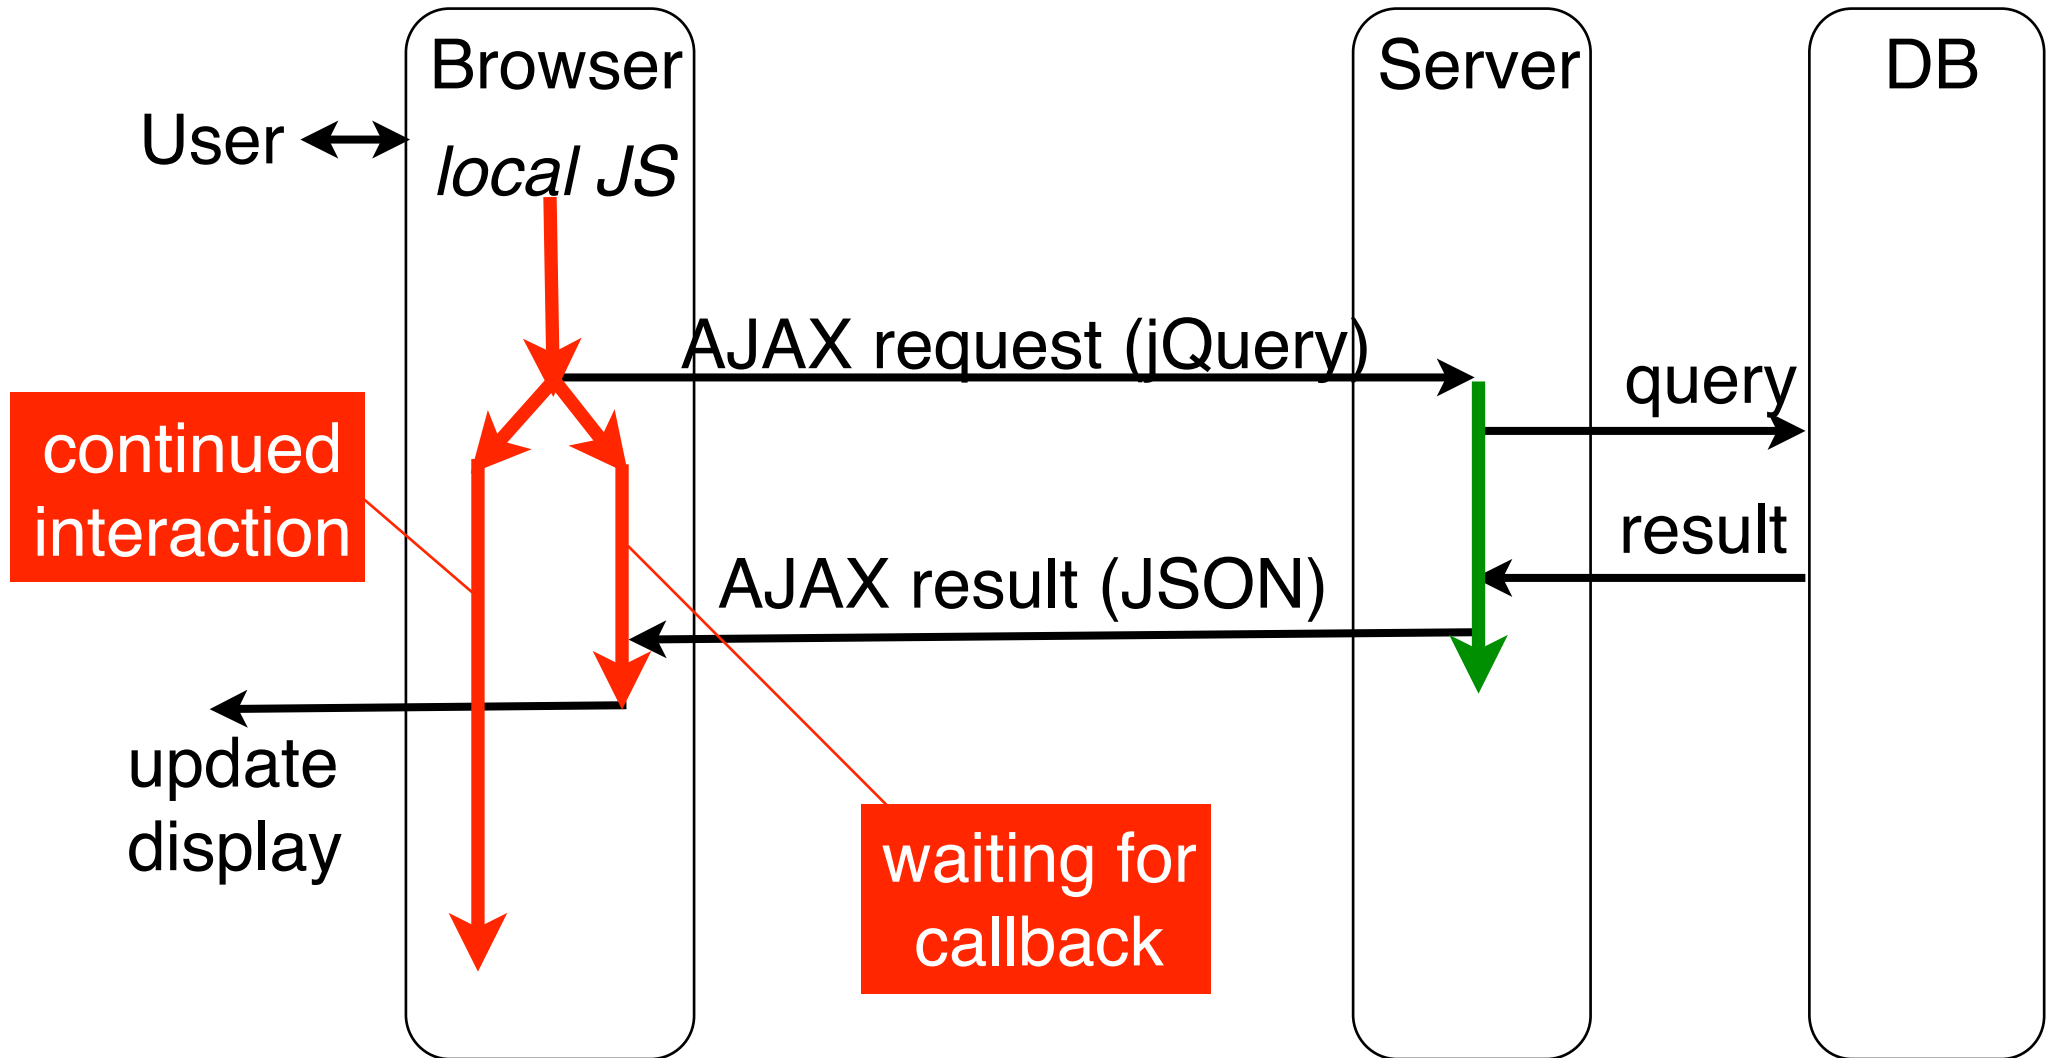 Browser
Server
DB
User
local JS
AJAX request (jQuery)
query
continued
interaction
result
AJAX result (JSON)
update
display
waiting for
callback